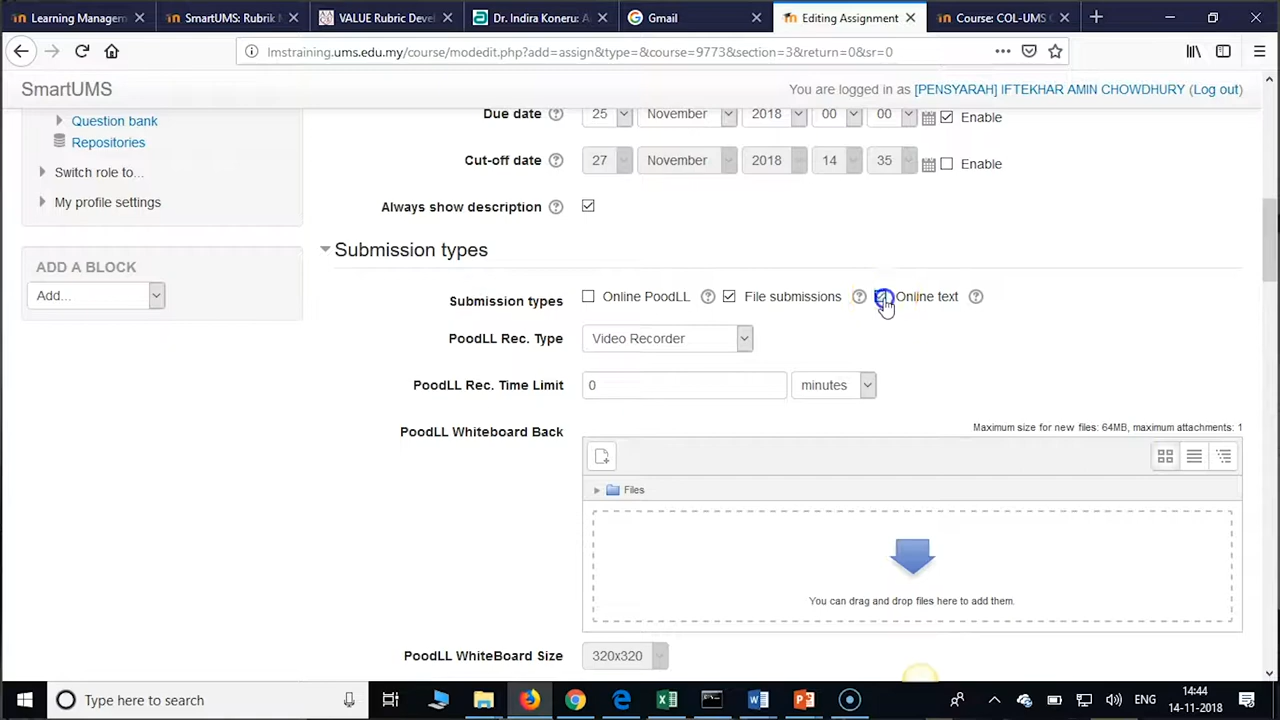 Learning Managem
SmartUMS: Rubrik M
VALUE Rubric Devel
Dr. Indira Koneru: As
Gmail
Editing Assignment
Course: COL-UMS C
lmstraining.ums.edu.my/course/modedit.php?add=assign&type=&course=9773&section=3&return=0&sr=0
SmartUMS
You are logged in as [PENSYARAH] IFTEKHAR AMIN CHOWDHURY (Log out)
Question bank
Repositories
Switch role to...
My profile settings
ADD A BLOCK
Add...
Due date 25 November 2018 00 00 Enable
Cut-off date 27 November 2018 14 35 Enable
Always show description
Submission types
Submission types Online PoodLL File submissions Online text
PoodLL Rec. Type Video Recorder
PoodLL Rec. Time Limit 0 minutes
PoodLL Whiteboard Back
Maximum size for new files: 64MB, maximum attachments: 1
Files
You can drag and drop files here to add them.
PoodLL WhiteBoard Size 320x320
Type here to search
ENG
14:44
14-11-2018